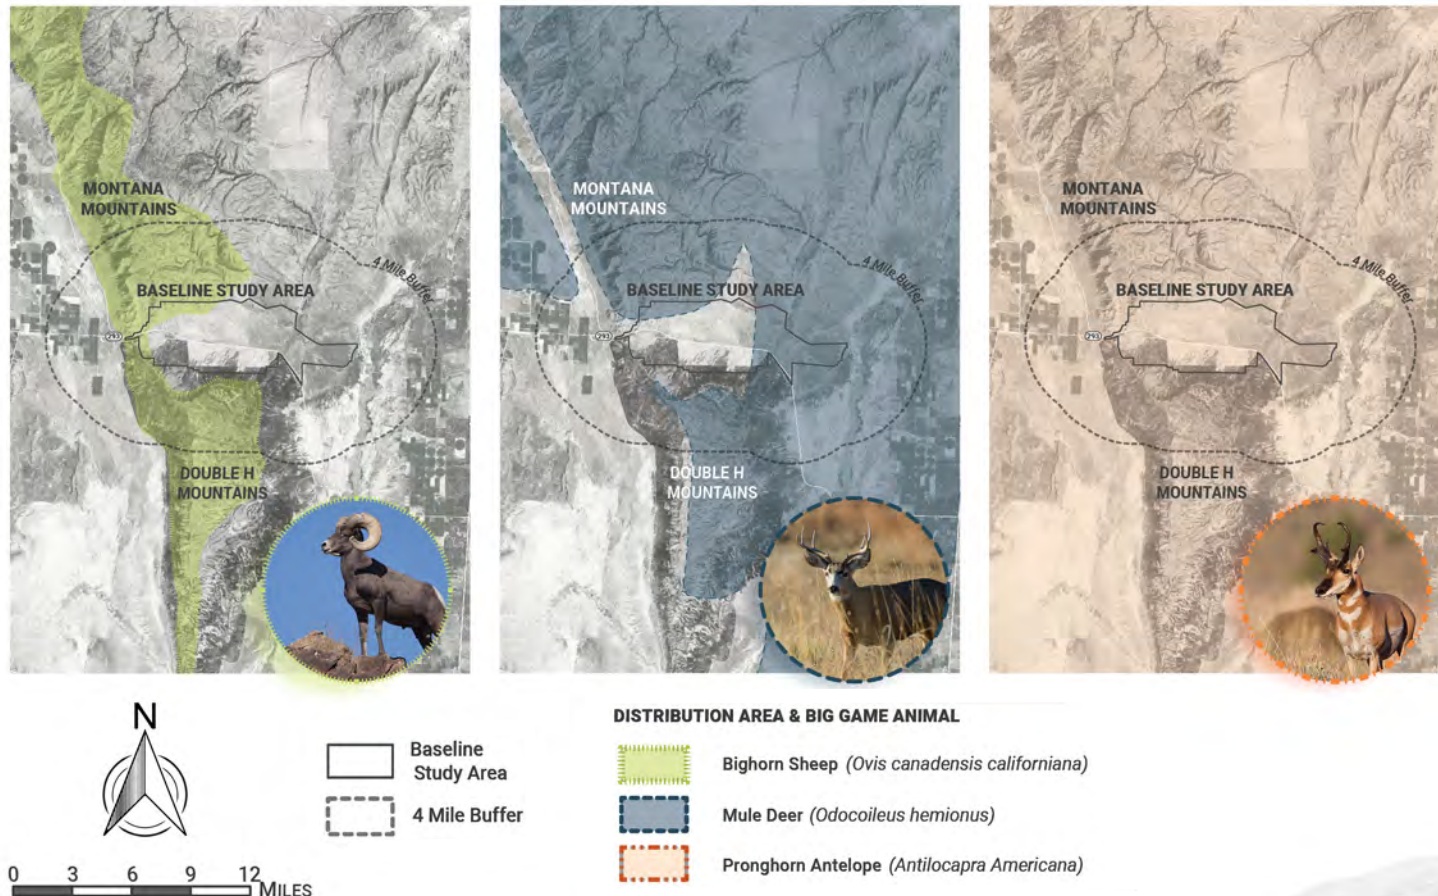 MONTANA
MOUNTAINS
4 Mile Buffer
BASELINE STUDY AREA
293
DOUBLE H
MOUNTAINS
MONTANA
MOUNTAINS
4 Mile Buffer
BASELINE STUDY AREA
293
DOUBLE H
MOUNTAINS
MONTANA
MOUNTAINS
4 Mile Buffer
BASELINE STUDY AREA
293
DOUBLE H
MOUNTAINS
N
0 3 6 9 12
MILES
Baseline
Study Area
4 Mile Buffer
DISTRIBUTION AREA & BIG GAME ANIMAL
Bighorn Sheep (Ovis canadensis californiana)
Mule Deer (Odocoileus hemionus)
Pronghorn Antelope (Antilocapra Americana)